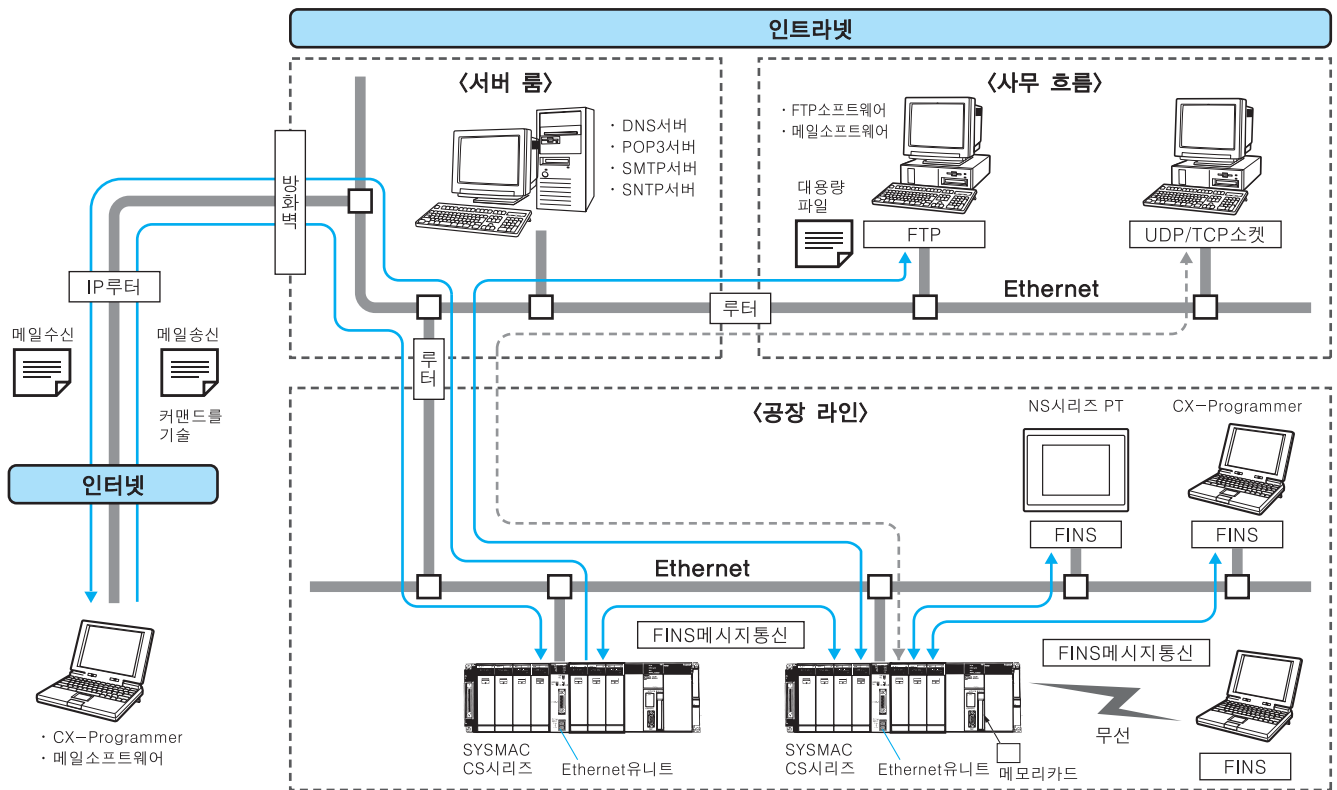 인트라넷
〈서버 룸〉
· DNS서버
· POP3서버
· SMTP서버
· SNTP서버
〈사무 흐름〉
· FTP소프트웨어
· 메일소프트웨어
대용량
파일
FTP
UDP/TCP소켓
방화벽
IP루터
루터
Ethernet
메일수신
메일송신
커맨드를
기술
루터
인터넷
· CX-Programmer
· 메일소프트웨어
〈공장 라인〉
NS시리즈 PT
CX-Programmer
FINS
FINS
Ethernet
FINS메시지통신
FINS메시지통신
SYSMAC
CS시리즈
Ethernet유니트
SYSMAC
CS시리즈
Ethernet유니트
메모리카드
무선
FINS